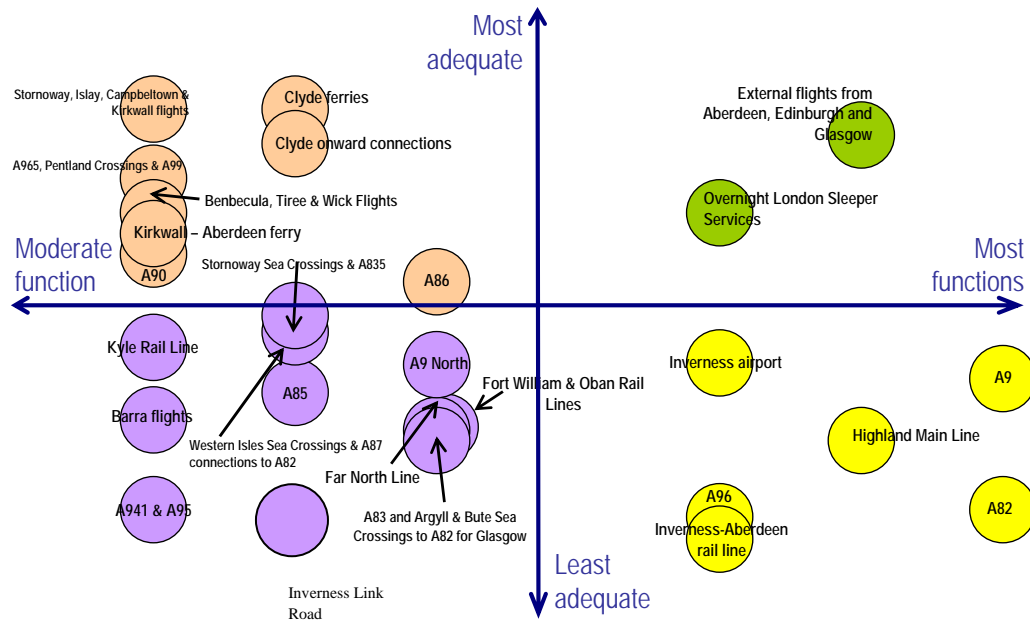 Most
adequate
Stornoway, Islay, Campbeltown &
Kirkwall flights
Clyde ferries
Clyde onward connections
External flights from
Aberdeen, Edinburgh and
Glasgow
A965, Pentland Crossings & A99
Benbecula, Tiree & Wick Flights
Overnight London Sleeper
Services
Kirkwall – Aberdeen ferry
Moderate
function
Stornoway Sea Crossings & A835
A90
A86
Most
functions
Kyle Rail Line
A9 North
Inverness airport
A9
Fort William & Oban Rail
Lines
A85
Barra flights
Highland Main Line
Western Isles Sea Crossings & A87
connections to A82
Far North Line
A941 & A95
A83 and Argyll & Bute Sea
Crossings to A82 for Glasgow
A96
Inverness-Aberdeen
rail line
A82
Least
adequate
Inverness Link
Road